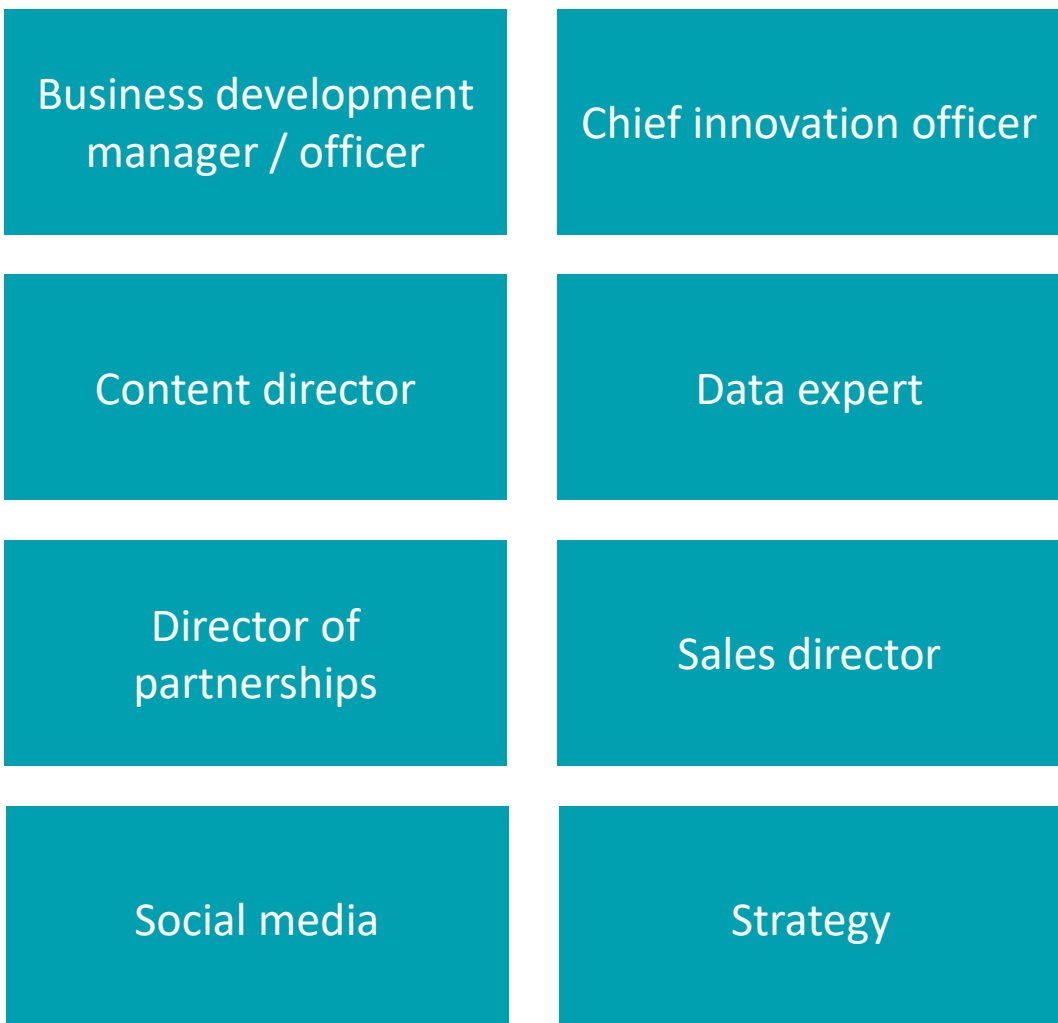 Business development
manager / officer
Chief innovation officer
Content director
Data expert
Director of
partnerships
Sales director
Social media
Strategy